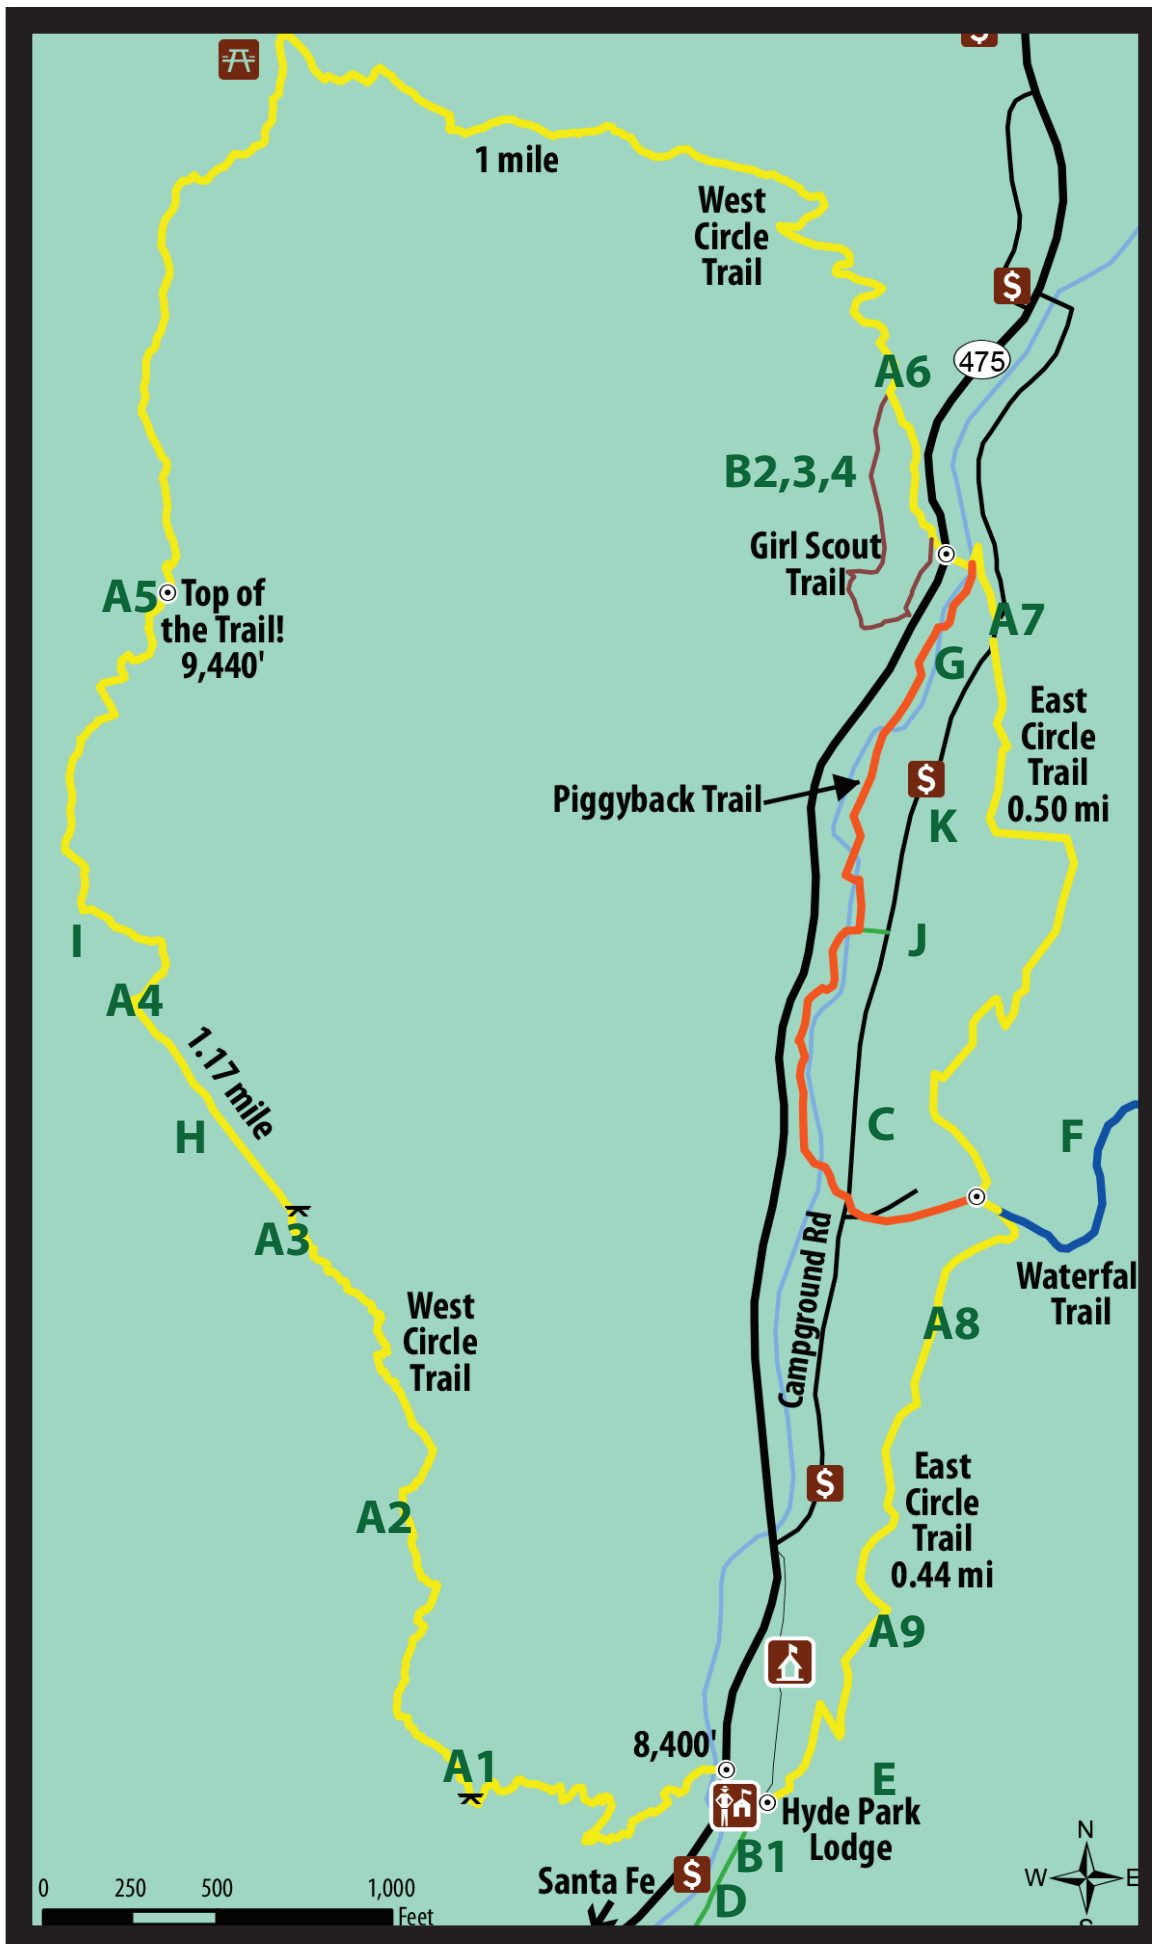 $
1 mile
West
Circle
Trail
$
475
A6
B2,3,4
Girl Scout
Trail
A5
Top of
the Trail!
9,440'
A7
G
East
Circle
Trail
0.50 mi
Piggyback Trail
$
K
I
J
A4
1.17 mile
H
C
F
A3
Campground Rd
Waterfal
Trail
West
Circle
Trail
A8
A2
$
East
Circle
Trail
0.44 mi
A9
8,400'
A1
E
Hyde Park
Lodge
B1
Santa Fe
$
D
N
W
E
S
0 250 500 1,000
Feet